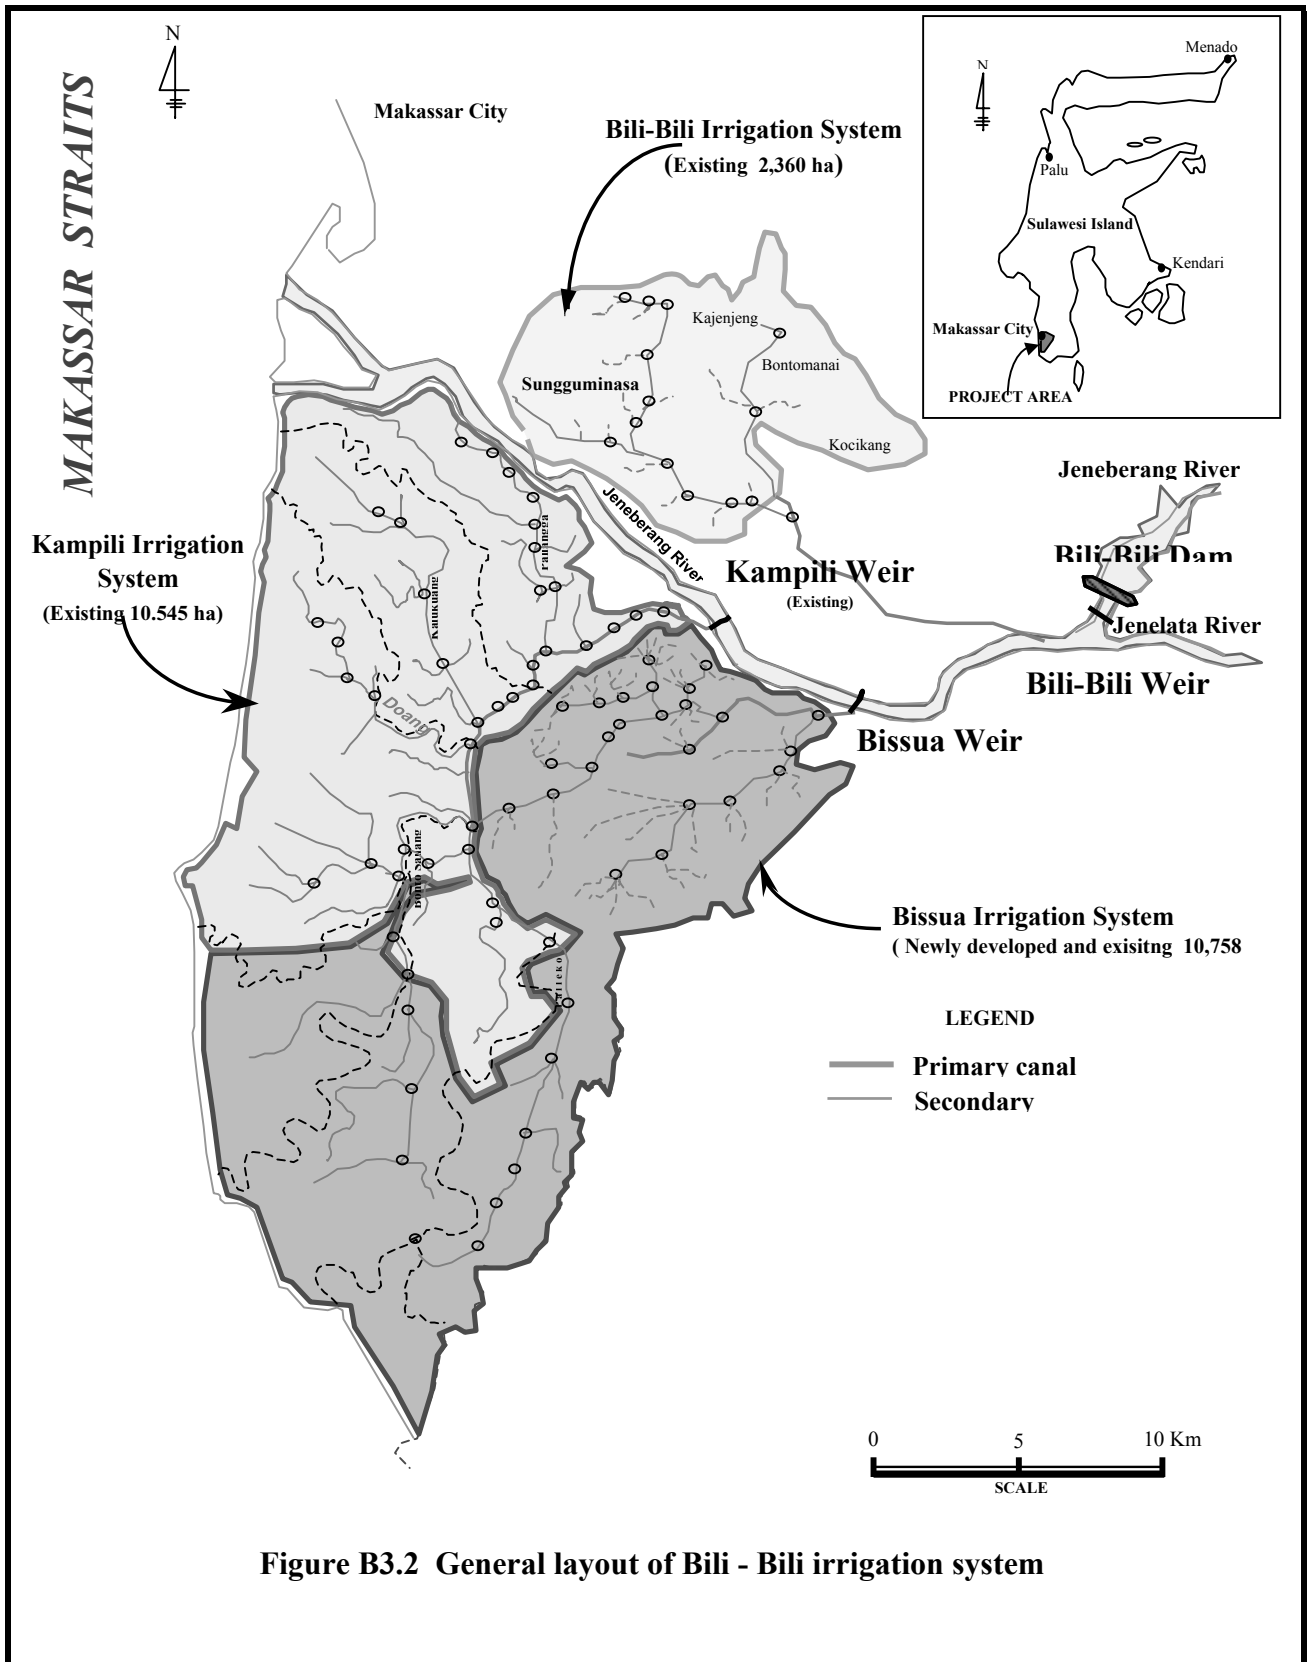 N
MAKASSAR STRAITS
Makassar City
Bili-Bili Irrigation System
(Existing 2,360 ha)
N
Menado
Palu
Sulawesi Island
Kendari
Makassar City
PROJECT AREA
Kajenjeng
Bontomanai
Sungguminasa
Kocikang
Jeneberang River
Jeneberang River
Bili-Bili Dam
Kampili Weir
(Existing)
Jenelata River
Bili-Bili Weir
Bissua Weir
Kampili Irrigation
System
(Existing 10.545 ha)
Doang
Bissua Irrigation System
( Newly developed and exisitng 10,758
LEGEND
Primary canal
Secondary
0 5 10 Km
SCALE
Figure B3.2 General layout of Bili - Bili irrigation system